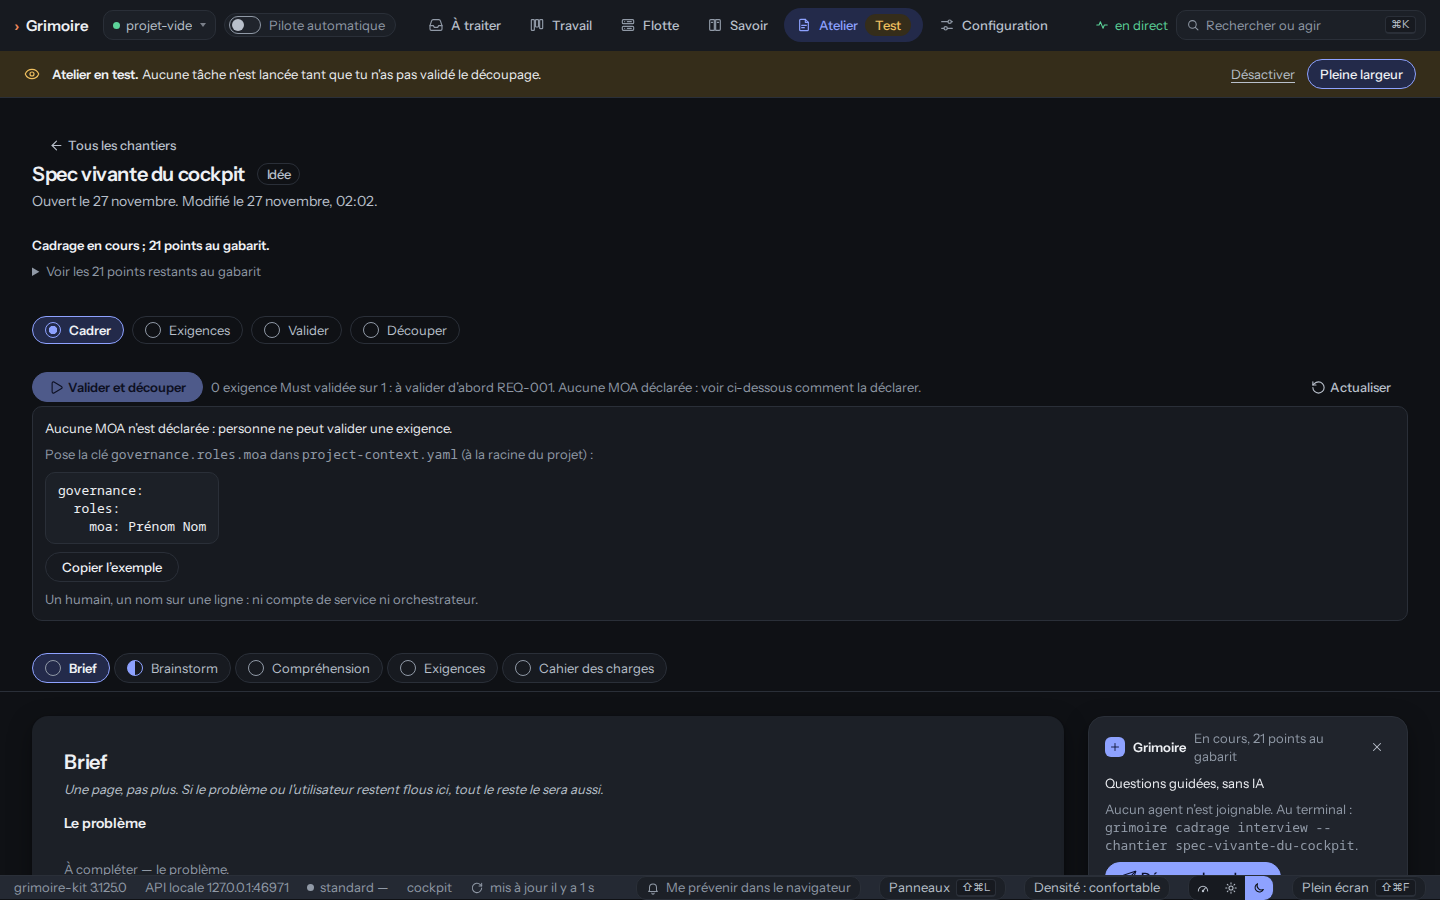 Grimoire
projet-vide
Pilote automatique
À traiter
Travail
Flotte
Savoir
Atelier
Test
Configuration
en direct
Rechercher ou agir
⌘K
Atelier en test. Aucune tâche n'est lancée tant que tu n'as pas validé le découpage.
Désactiver
Pleine largeur
← Tous les chantiers
Spec vivante du cockpit
Idée
Ouvert le 27 novembre. Modifié le 27 novembre, 02:02.
Cadrage en cours ; 21 points au gabarit.
Voir les 21 points restants au gabarit
Cadrer
Exigences
Valider
Découper
Valider et découper
0 exigence Must validée sur 1 : à valider d'abord REQ-001. Aucune MOA déclarée : voir ci-dessous comment la déclarer.
Actualiser
Aucune MOA n'est déclarée : personne ne peut valider une exigence.
Pose la clé governance.roles.moa dans project-context.yaml (à la racine du projet) :
governance:
roles:
moa: Prénom Nom
Copier l'exemple
Un humain, un nom sur une ligne : ni compte de service ni orchestrateur.
Brief
Brainstorm
Compréhension
Exigences
Cahier des charges
Brief
Une page, pas plus. Si le problème ou l'utilisateur restent flous ici, tout le reste le sera aussi.
Le problème
À compléter — le problème.
Grimoire
En cours, 21 points au
gabarit
Questions guidées, sans IA
Aucun agent n'est joignable. Au terminal :
grimoire cadrage interview --
chantier spec-vivante-du-cockpit.
grimoire-kit 3.125.0
API locale 127.0.0.1:46971
standard —
cockpit
mis à jour il y a 1 s
Me prévenir dans le navigateur
Panneaux ⇧⌘L
Densité : confortable
Plein écran ⇧⌘F